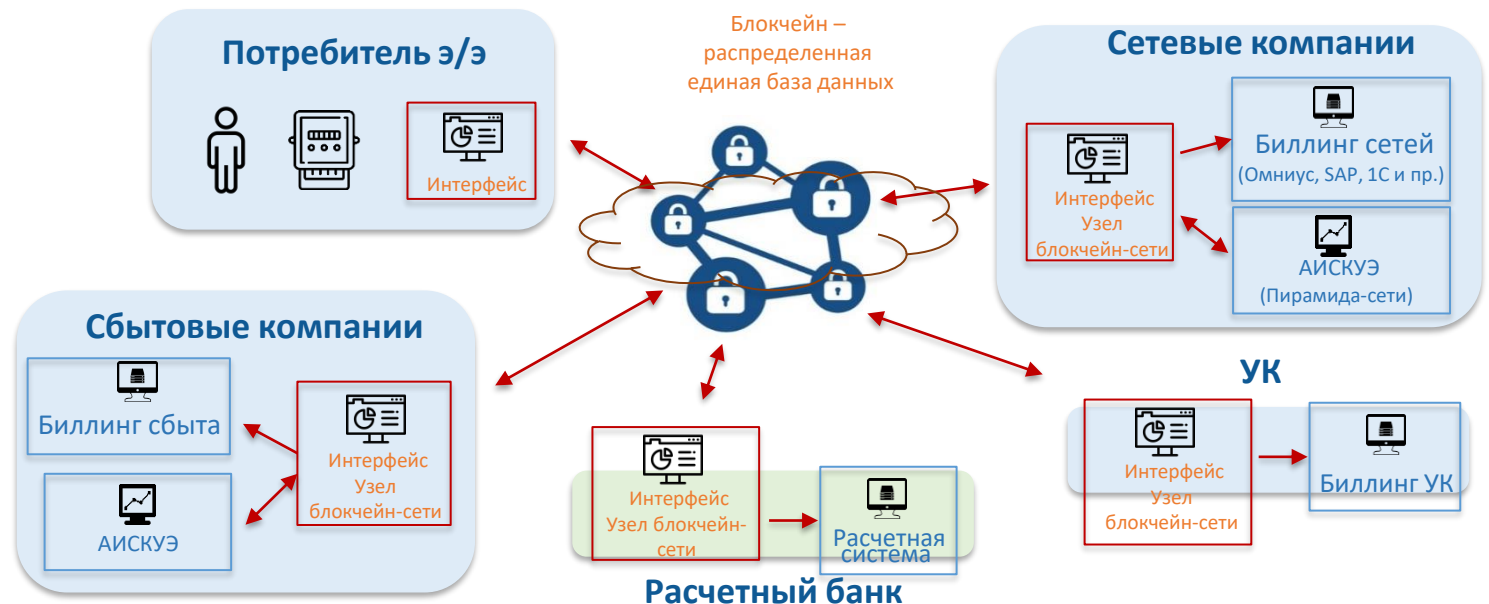 Потребитель э/э
Интерфейс
Блокчейн –
распределенная
единая база данных
Сетевые компании
Интерфейс
Узел
блокчейн-сети
Биллинг сетей
(Омниус, SAP, 1С и пр.)
АИСКУЭ
(Пирамида-сети)
Сбытовые компании
Биллинг сбыта
АИСКУЭ
Интерфейс
Узел
блокчейн-сети
Интерфейс
Узел блокчейн-
сети
Расчетная
система
Расчетный банк
УК
Интерфейс
Узел
блокчейн-сети
Биллинг УК